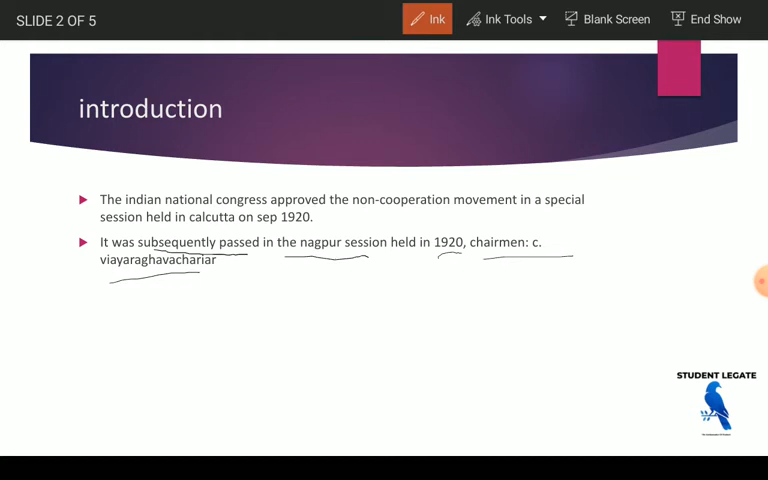 SLIDE 2 OF 5
Ink
Ink Tools
Blank Screen
End Show
introduction
The indian national congress approved the non-cooperation movement in a special
session held in calcutta on sep 1920.
It was subsequently passed in the nagpur session held in 1920, chairmen: c.
viayaraghavachariar
STUDENT LEGATE